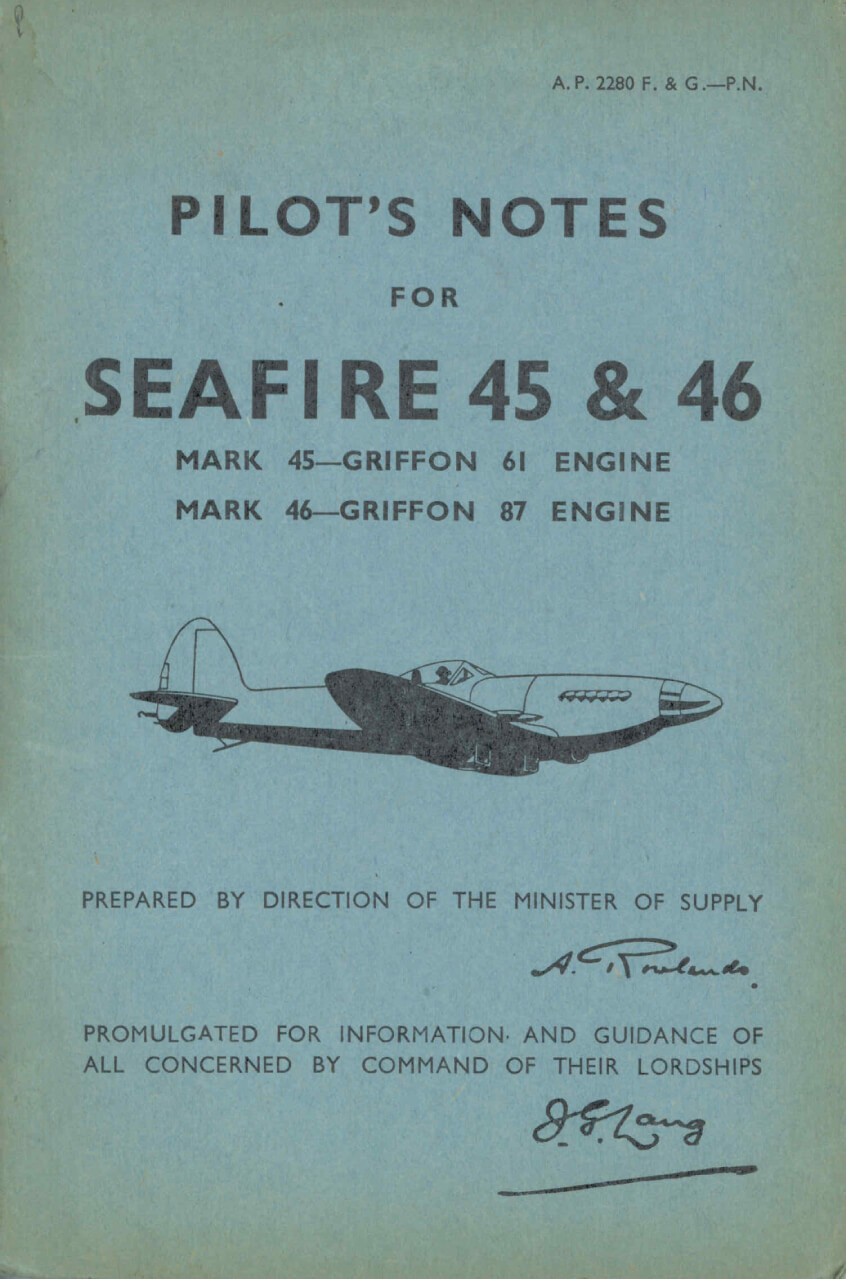 A. P. 2280 F. & G.—P.N.
PILOT'S NOTES
FOR
SEAFIRE 45 & 46
MARK 45—GRIFFON 61 ENGINE
MARK 46—GRIFFON 87 ENGINE
PREPARED BY DIRECTION OF THE MINISTER OF SUPPLY
A. Rowlands.
PROMULGATED FOR INFORMATION AND GUIDANCE OF
ALL CONCERNED BY COMMAND OF THEIR LORDSHIPS
J. G. Lang